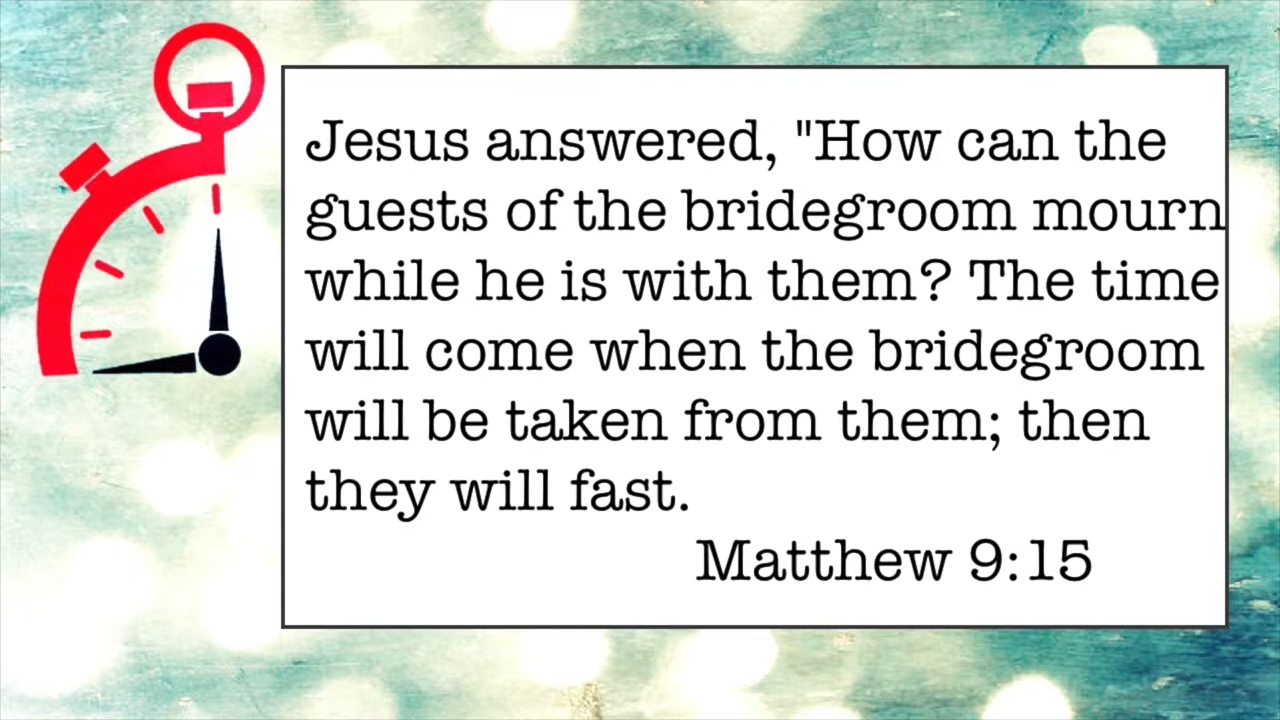 Jesus answered, "How can the
guests of the bridegroom mourn
while he is with them? The time
will come when the bridegroom
will be taken from them; then
they will fast.
Matthew 9:15